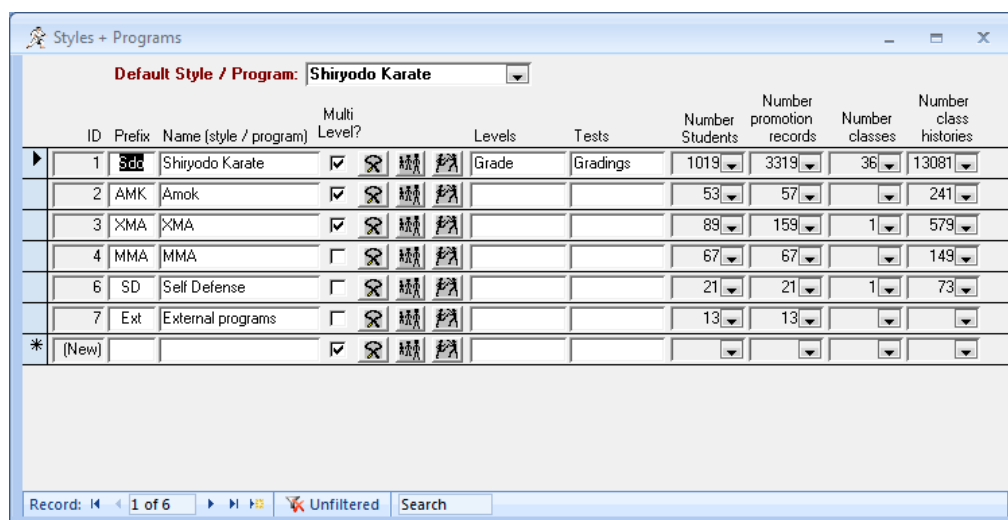 Styles + Programs
Default Style / Program: Shiryodo Karate
ID Prefix Name (style / program) Multi Level? Levels Tests Number Students Number promotion records Number classes Number class histories
1 Sdo Shiryodo Karate Grade Gradings 1019 3319 36 13081
2 AMK Amok 53 57 241
3 XMA XMA 89 159 1 579
4 MMA MMA 67 67 149
6 SD Self Defense 21 21 1 73
7 Ext External programs 13 13
* (New)
Record: 1 of 6 Unfiltered Search